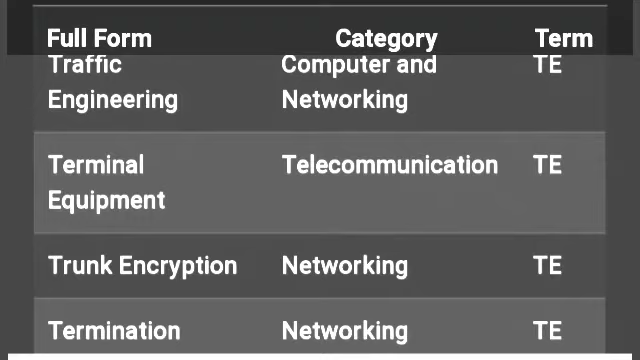 Full Form Category Term
Traffic Computer and TE
Engineering Networking
Terminal Telecommunication TE
Equipment
Trunk Encryption Networking TE
Termination Networking TE